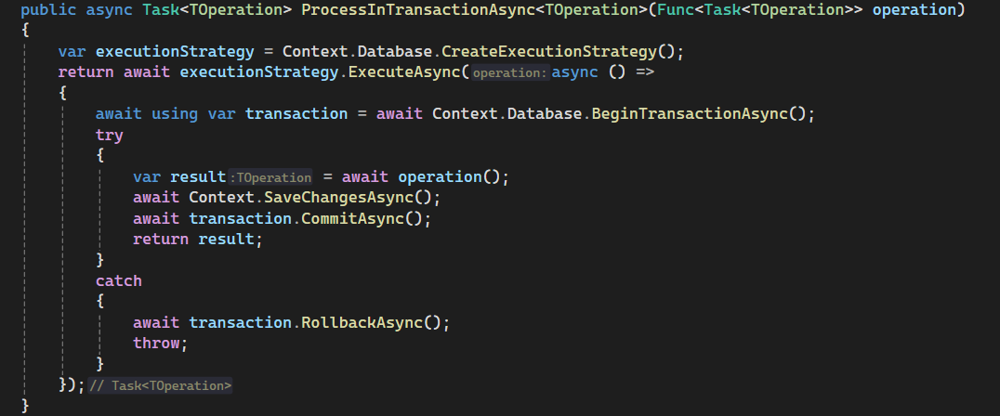 public async Task<TOperation> ProcessInTransactionAsync<TOperation>(Func<Task<TOperation>> operation)
{
    var executionStrategy = Context.Database.CreateExecutionStrategy();
    return await executionStrategy.ExecuteAsync(operation:async () =>
    {
        await using var transaction = await Context.Database.BeginTransactionAsync();
        try
        {
            var result:TOperation = await operation();
            await Context.SaveChangesAsync();
            await transaction.CommitAsync();
            return result;
        }
        catch
        {
            await transaction.RollbackAsync();
            throw;
        }
    });// Task<TOperation>
}